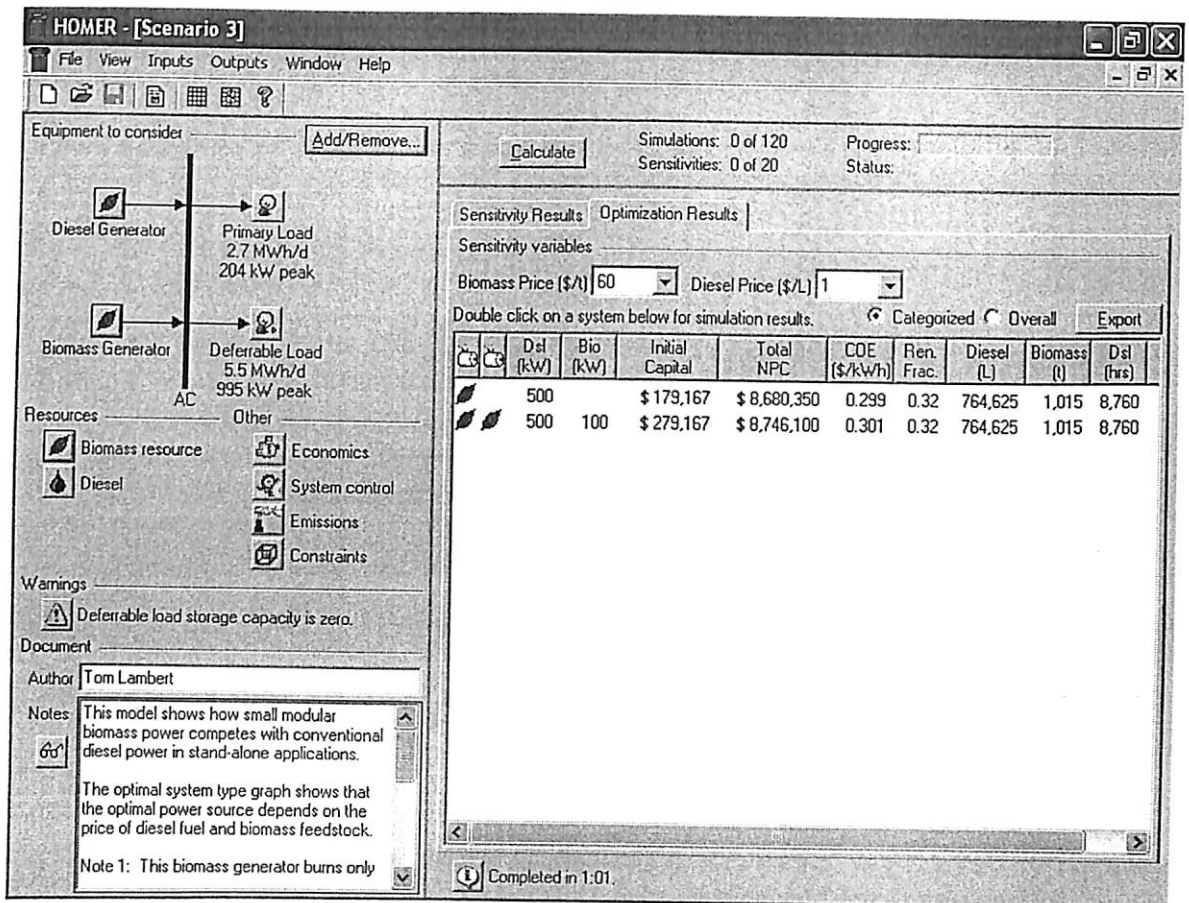 HOMER - [Scenario 3]
File View Inputs Outputs Window Help
Equipment to consider
Add/Remove...
Diesel Generator
Primary Load
2.7 MWh/d
204 kW peak
Biomass Generator
Deferrable Load
5.5 MWh/d
995 kW peak
AC
Resources
Other
Biomass resource
Economics
Diesel
System control
Emissions
Constraints
Warnings
Deferrable load storage capacity is zero.
Document
Author Tom Lambert
Notes This model shows how small modular
biomass power competes with conventional
diesel power in stand-alone applications.
The optimal system type graph shows that
the optimal power source depends on the
price of diesel fuel and biomass feedstock.
Note 1: This biomass generator burns only
Calculate
Simulations: 0 of 120 Progress:
Sensitivities: 0 of 20 Status:
Sensitivity Results Optimization Results
Sensitivity variables
Biomass Price ($/t) 60 Diesel Price ($/L) 1
Double click on a system below for simulation results. Categorized Overall Export
Dsl (kW) Bio (kW) Initial Capital Total NPC COE ($/kWh) Ren. Frac. Diesel (L) Biomass (t) Dsl (hrs)
500 $ 179,167 $ 8,680,350 0.299 0.32 764,625 1,015 8,760
500 100 $ 279,167 $ 8,746,100 0.301 0.32 764,625 1,015 8,760
Completed in 1:01.